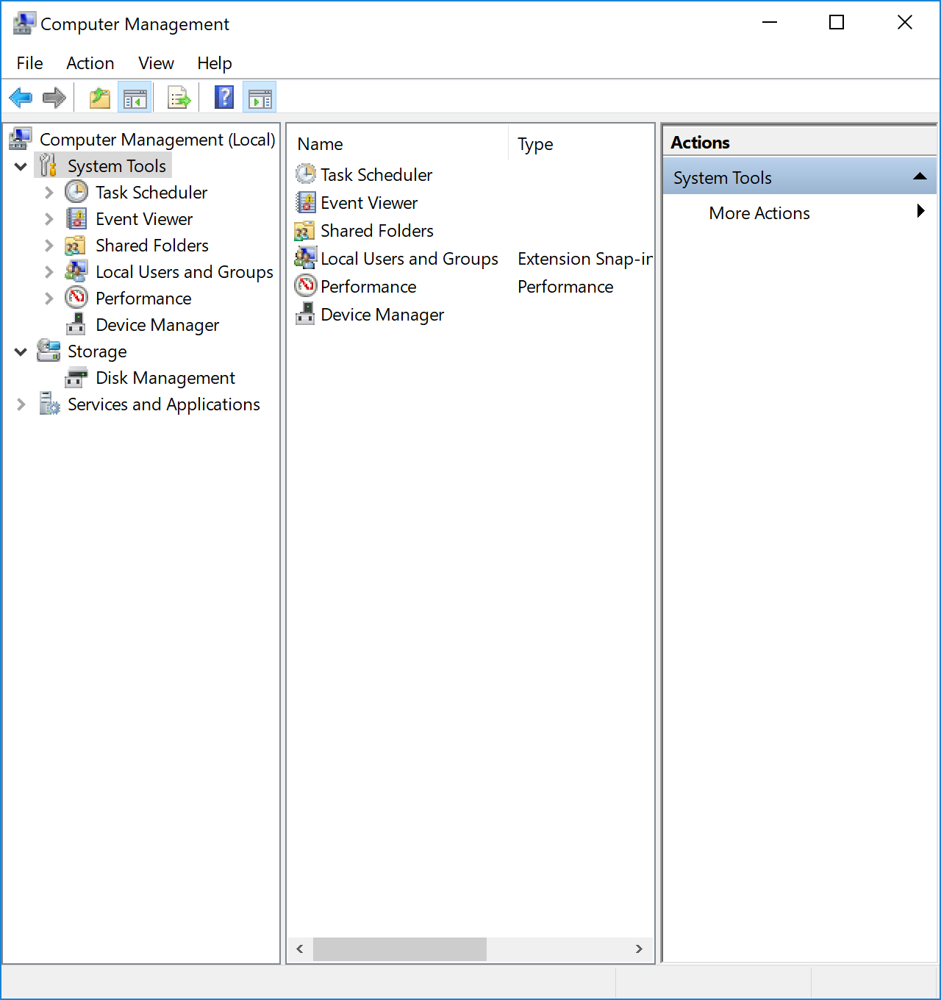 Computer Management
File Action View Help
Computer Management (Local)
System Tools
Task Scheduler
Event Viewer
Shared Folders
Local Users and Groups
Performance
Device Manager
Storage
Disk Management
Services and Applications
Name Type
Task Scheduler
Event Viewer
Shared Folders
Local Users and Groups Extension Snap-in
Performance Performance
Device Manager
Actions
System Tools
More Actions